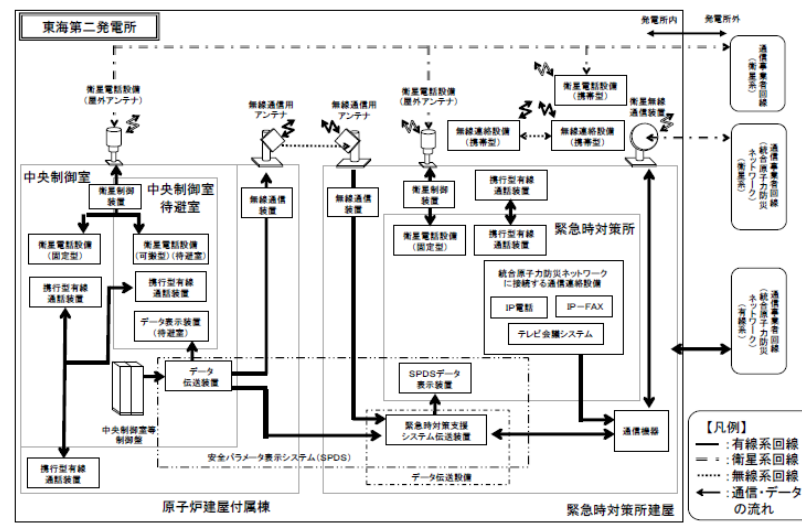 東海第二発電所
発電所内
発電所外
通信事業者回線
(衛星系)
衛星電話設備
(屋外アンテナ)
無線通信用
アンテナ
無線通信用
アンテナ
衛星電話設備
(屋外アンテナ)
衛星電話設備
(携帯型)
無線連絡設備
(携帯型)
無線連絡設備
(携帯型)
衛星無線
通信装置
通信事業者回線
(統合原子力防災
ネットワーク)
(衛星系)
中央制御室
衛星制御
装置
中央制御室
待避室
無線通信
装置
無線通信
装置
衛星制御
装置
携行型有線
通話装置
緊急時対策所
衛星電話設備
(固定型)
衛星電話設備
(可搬型)(待避室)
衛星電話設備
(固定型)
携行型有線
通話装置
携行型有線
通話装置
携行型有線
通話装置
統合原子力防災ネットワーク
に接続する通信連絡設備
IP電話
IP－FAX
テレビ会議システム
通信事業者回線
(統合原子力防災
ネットワーク)
(有線系)
データ表示装置
(待避室)
データ
伝送装置
SPDSデータ
表示装置
中央制御室等
制御盤
緊急時対策支援
システム伝送装置
通信機器
安全パラメータ表示システム(SPDS)
データ伝送設備
携行型有線
通話装置
原子炉建屋付属棟
緊急時対策所建屋
【凡例】
：有線系回線
：衛星系回線
：無線系回線
：通信・データ
の流れ